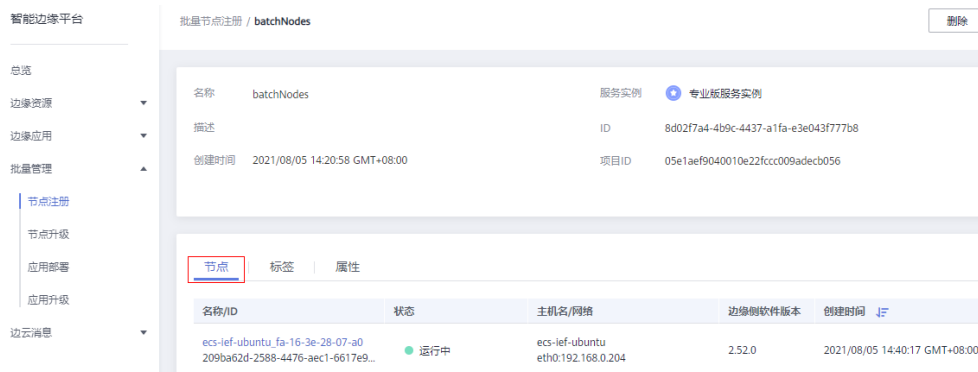 智能边缘平台
总览
边缘资源
边缘应用
批量管理
节点注册
节点升级
应用部署
应用升级
边云消息
批量节点注册 / batchNodes
删除
名称 batchNodes
服务实例 专业版服务实例
描述
ID 8d02f7a4-4b9c-4437-a1fa-e3e043f777b8
创建时间 2021/08/05 14:20:58 GMT+08:00
项目ID 05e1aef9040010e22fccc009adecb056
节点 标签 属性
名称/ID 状态 主机名/网络 边缘侧软件版本 创建时间
ecs-ief-ubuntu_fa-16-3e-28-07-a0 运行中 ecs-ief-ubuntu 2.52.0 2021/08/05 14:40:17 GMT+08:00
209ba62d-2588-4476-aec1-6617e9... eth0:192.168.0.204